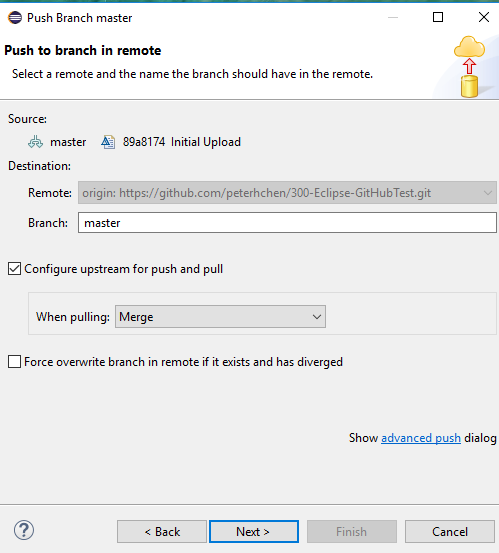 Push Branch master
Push to branch in remote
Select a remote and the name the branch should have in the remote.
Source:
master 89a8174 Initial Upload
Destination:
Remote: origin: https://github.com/peterhchen/300-Eclipse-GitHubTest.git
Branch: master
Configure upstream for push and pull
When pulling: Merge
Force overwrite branch in remote if it exists and has diverged
Show advanced push dialog
? < Back Next > Finish Cancel